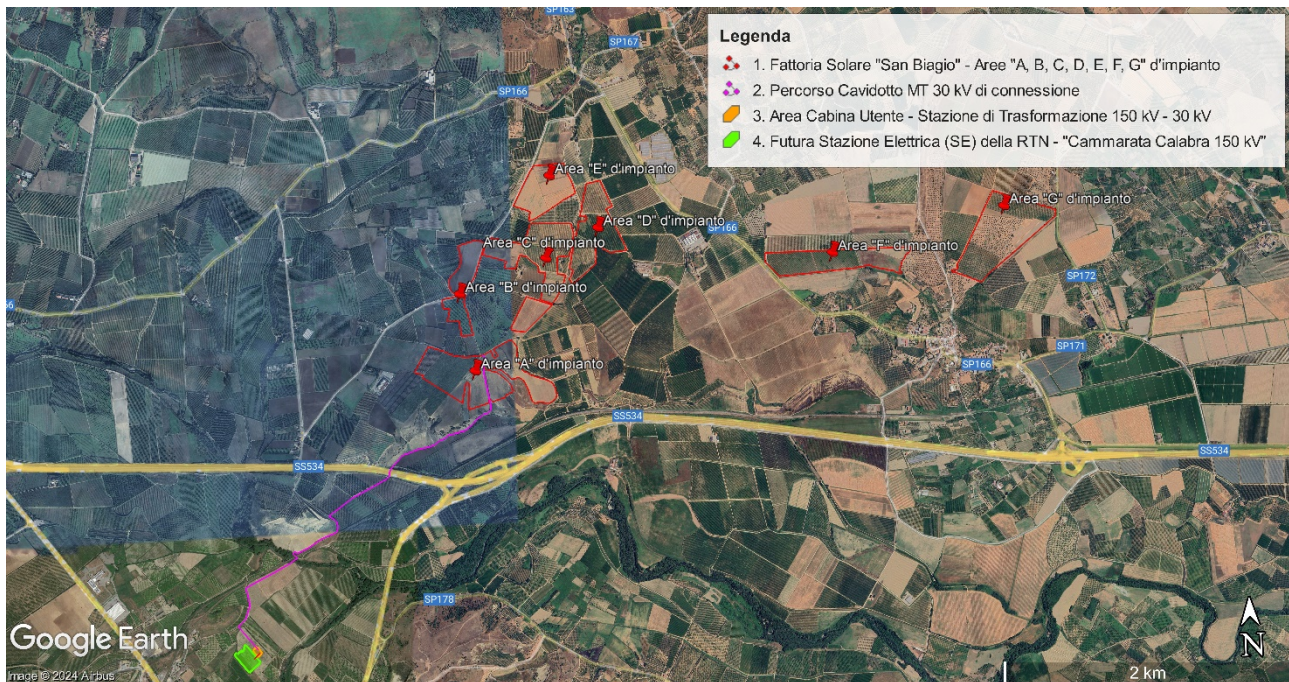 SP163
SP167
SP166
Legenda
1. Fattoria Solare "San Biagio" - Aree "A, B, C, D, E, F, G" d'impianto
2. Percorso Cavidotto MT 30 kV di connessione
3. Area Cabina Utente - Stazione di Trasformazione 150 kV - 30 kV
4. Futura Stazione Elettrica (SE) della RTN - "Cammarata Calabra 150 kV"
Area "E" d'impianto
Area "G" d'impianto
Area "D" d'impianto
SP166
Area "C" d'impianto
Area "F" d'impianto
SP172
Area "B" d'impianto
66
SP171
Area "A" d'impianto
SP166
SS534
SS534
SS534
SP178
Google Earth
N
Image © 2024 Airbus
2 km